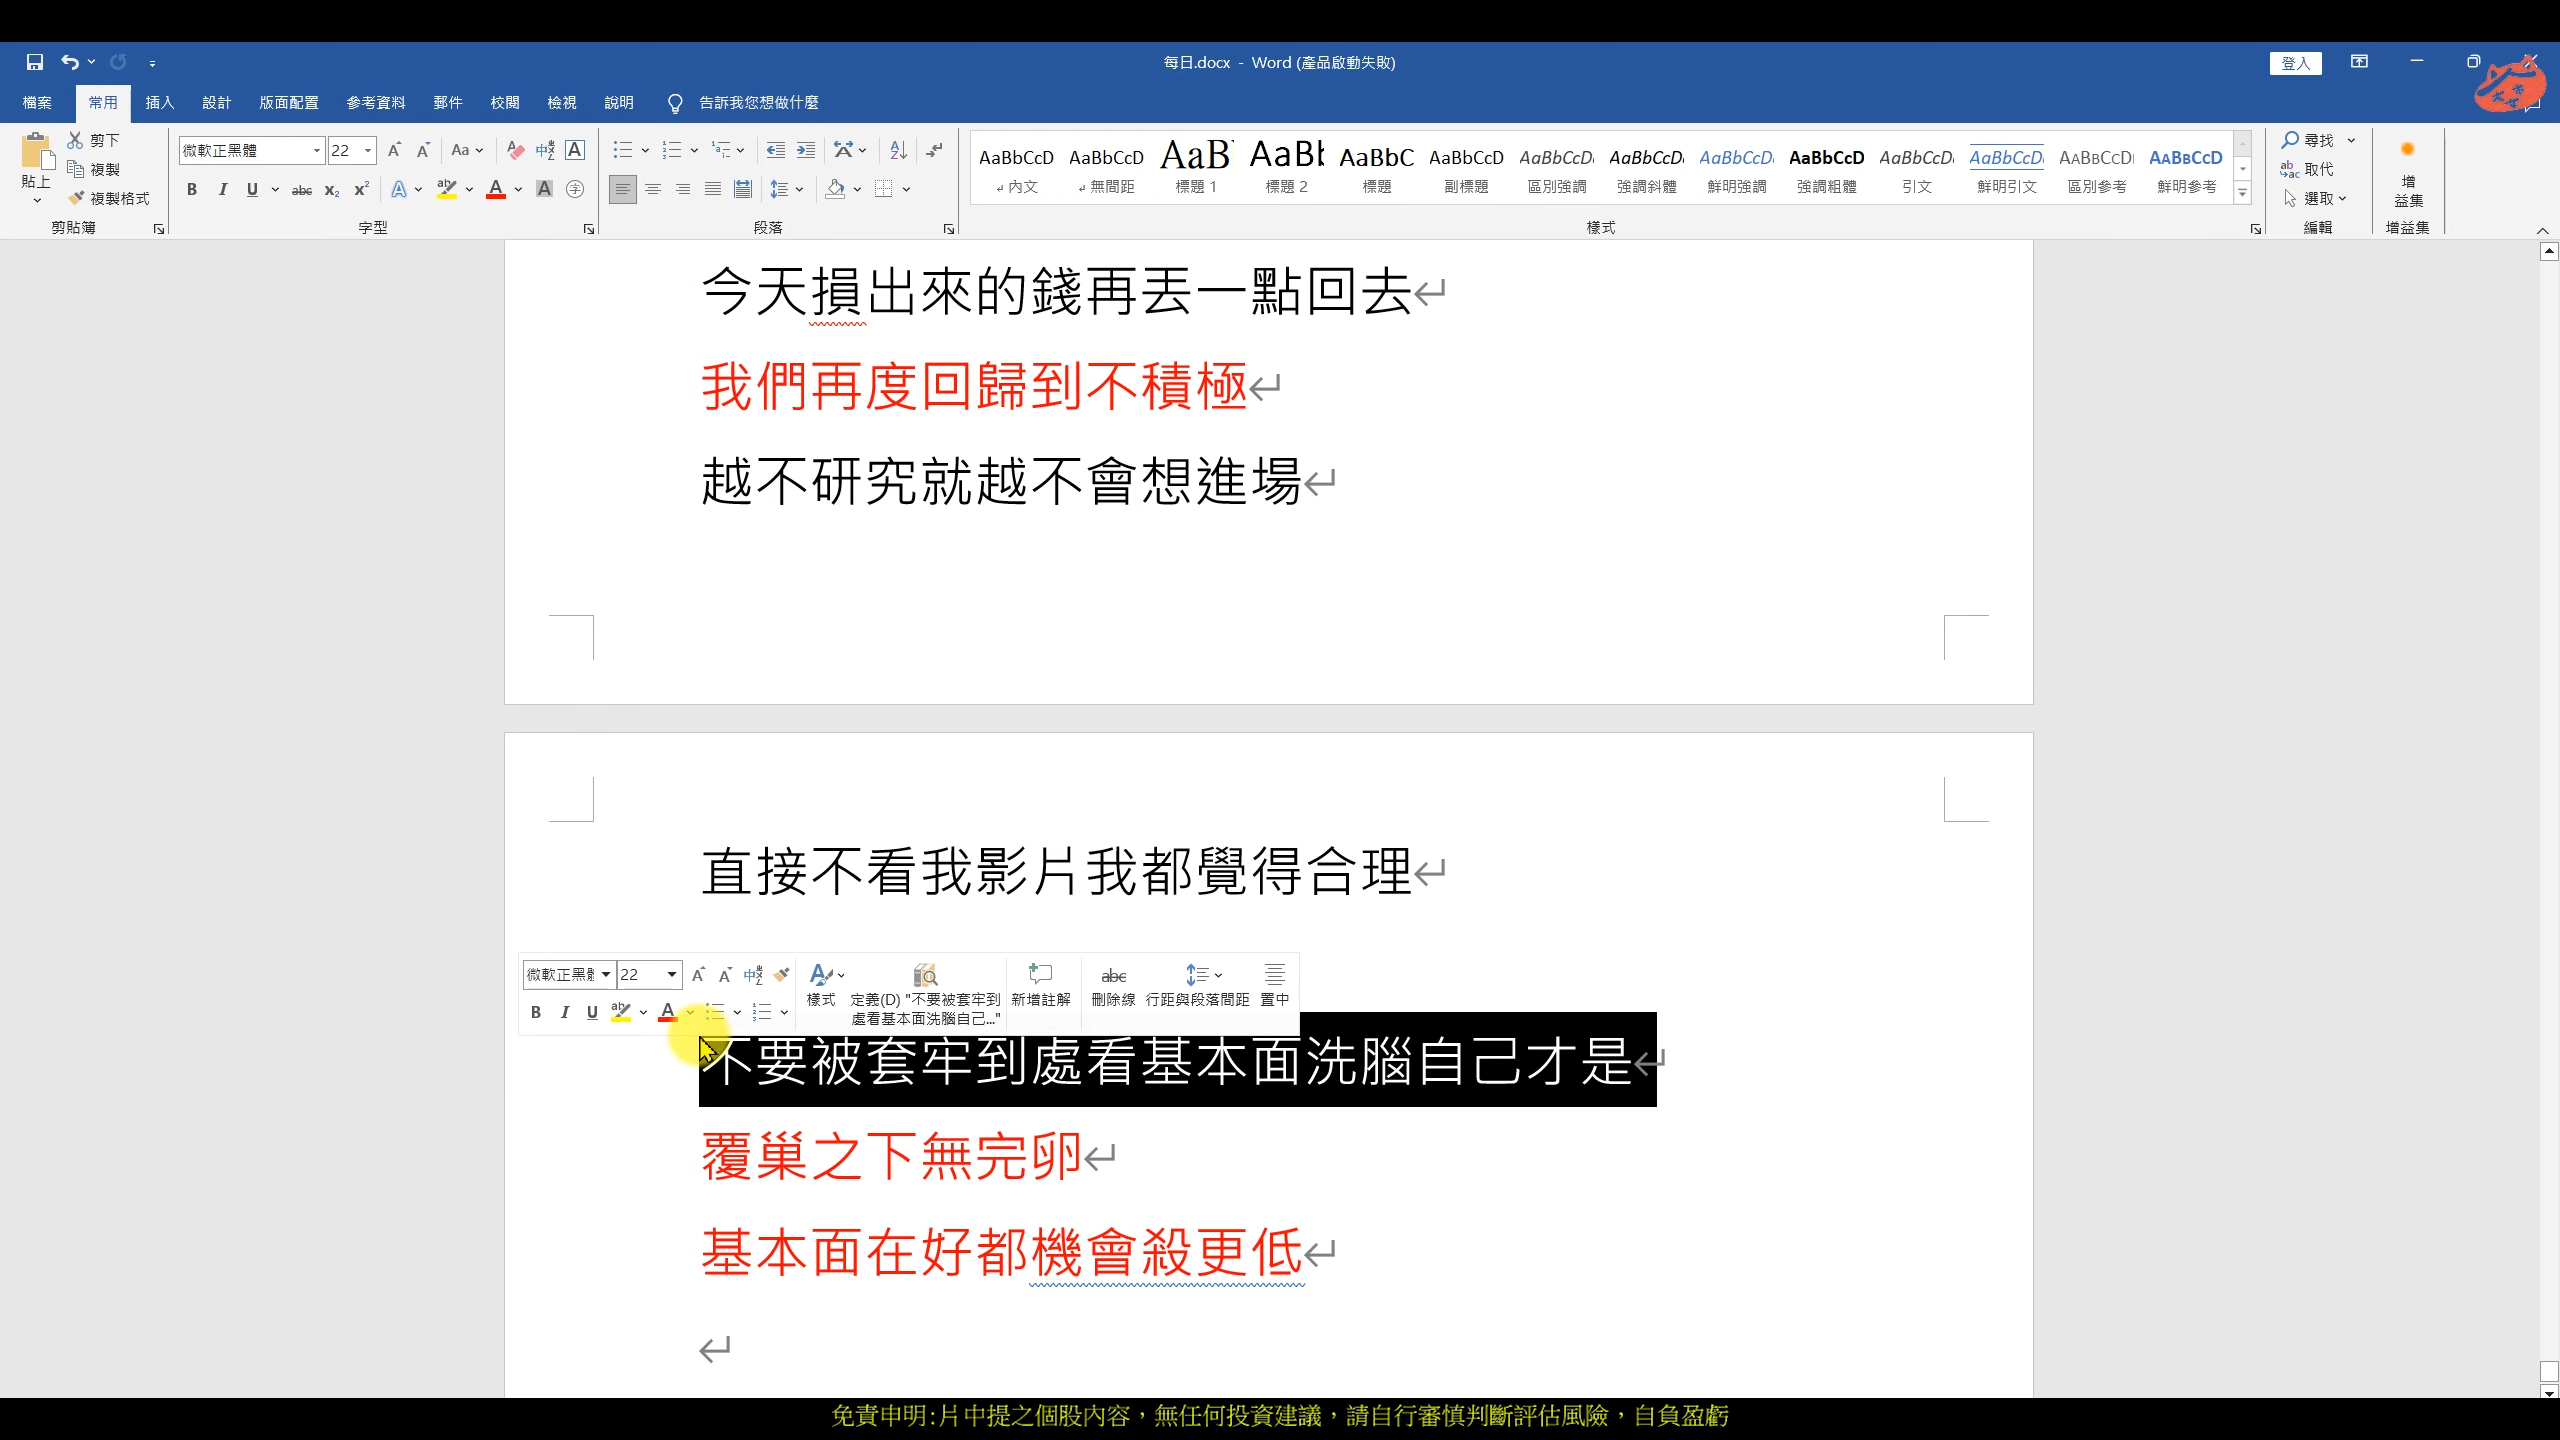 每日.docx - Word (產品啟動失敗)
登入
檔案 常用 插入 設計 版面配置 參考資料 郵件 校閱 檢視 說明 告訴我您想做什麼
貼上
剪下
複製
複製格式
剪貼簿
微軟正黑體 22
字型
段落
AaBbCcD AaBbCcD AaB AaBb AaBbC AaBbCcD AaBbCcD AaBbCcD AaBbCcD AaBbCcD AaBbCcD AaBbCcD AaBbCcD AaBbCcD
內文 無間距 標題 1 標題 2 標題 副標題 區別強調 強調斜體 鮮明強調 強調粗體 引文 鮮明引文 區別參考 鮮明參考
樣式
尋找
取代
選取
編輯
增
益集
增益集
今天損出來的錢再丟一點回去
我們再度回歸到不積極
越不研究就越不會想進場
直接不看我影片我都覺得合理
微軟正黑 22
樣式
定義(D) "不要被套牢到
處看基本面洗腦自己..."
新增註解
刪除線
行距與段落間距
置中
不要被套牢到處看基本面洗腦自己才是
覆巢之下無完卵
基本面在好都機會殺更低
免責申明:片中提之個股內容，無任何投資建議，請自行審慎判斷評估風險，自負盈虧